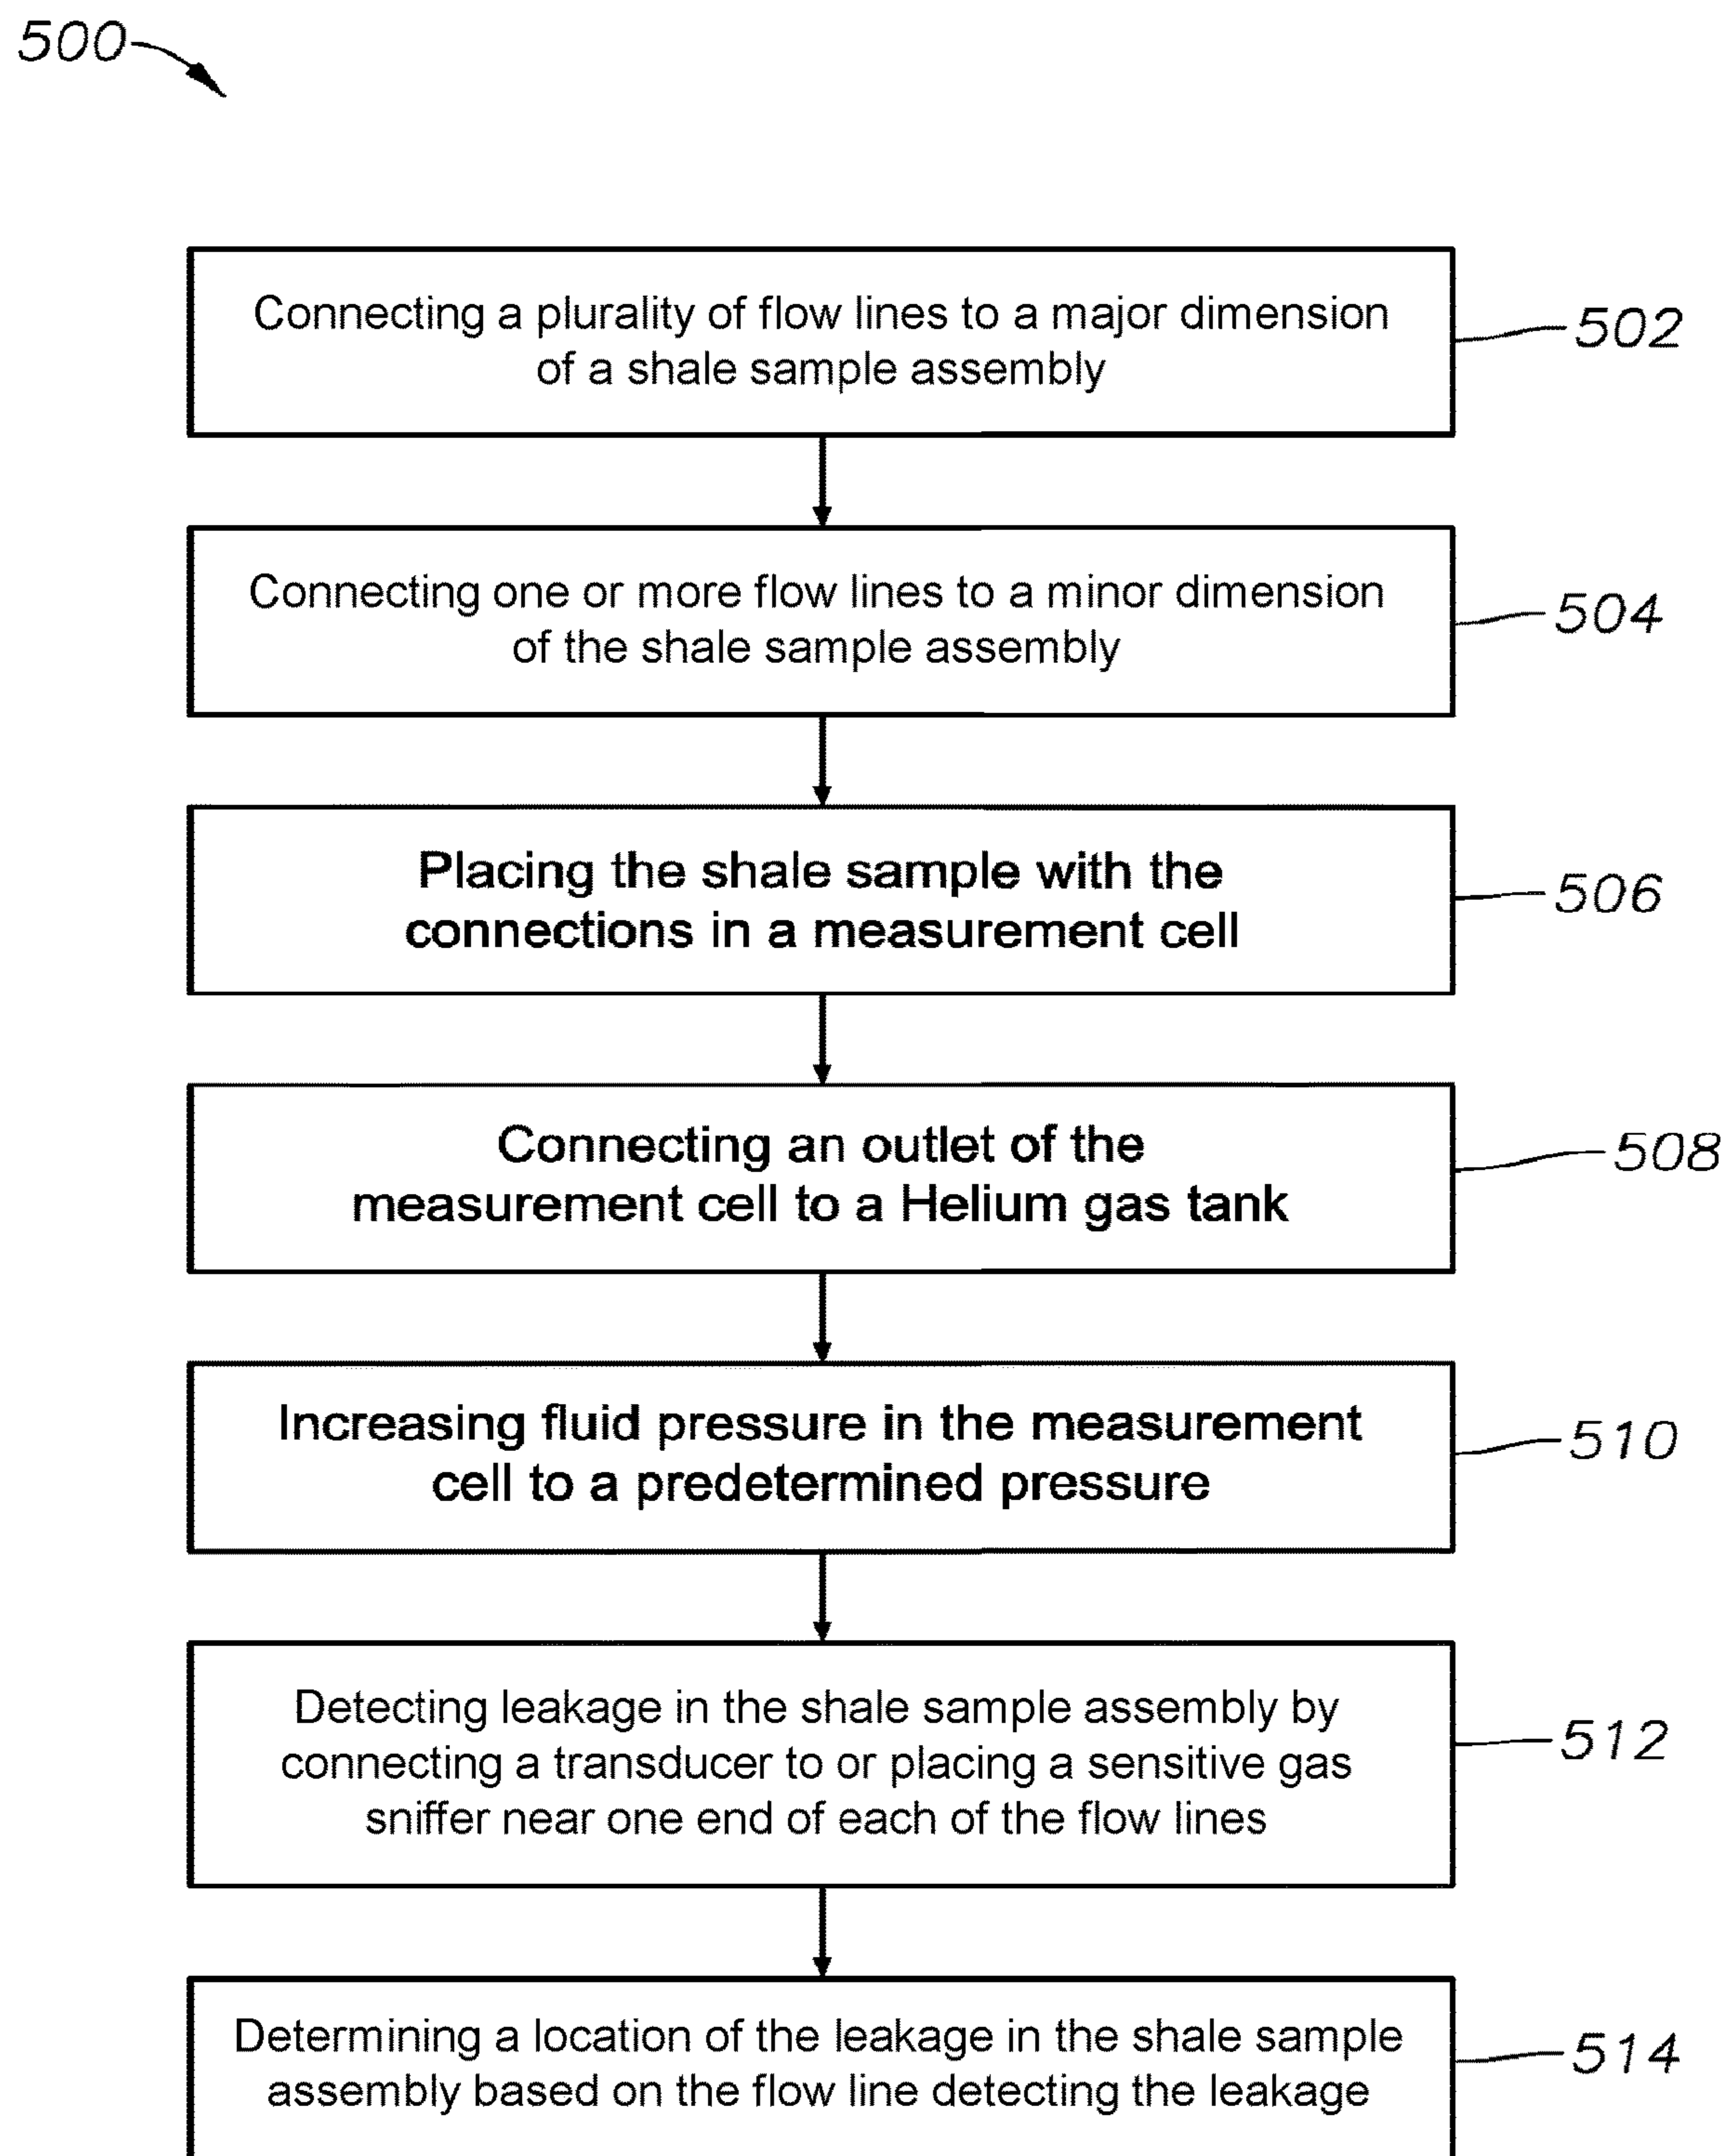 500
Connecting a plurality of flow lines to a major dimension
of a shale sample assembly
502
Connecting one or more flow lines to a minor dimension
of the shale sample assembly
504
Placing the shale sample with the
connections in a measurement cell
506
Connecting an outlet of the
measurement cell to a Helium gas tank
508
Increasing fluid pressure in the measurement
cell to a predetermined pressure
510
Detecting leakage in the shale sample assembly by
connecting a transducer to or placing a sensitive gas
sniffer near one end of each of the flow lines
512
Determining a location of the leakage in the shale sample
assembly based on the flow line detecting the leakage
514